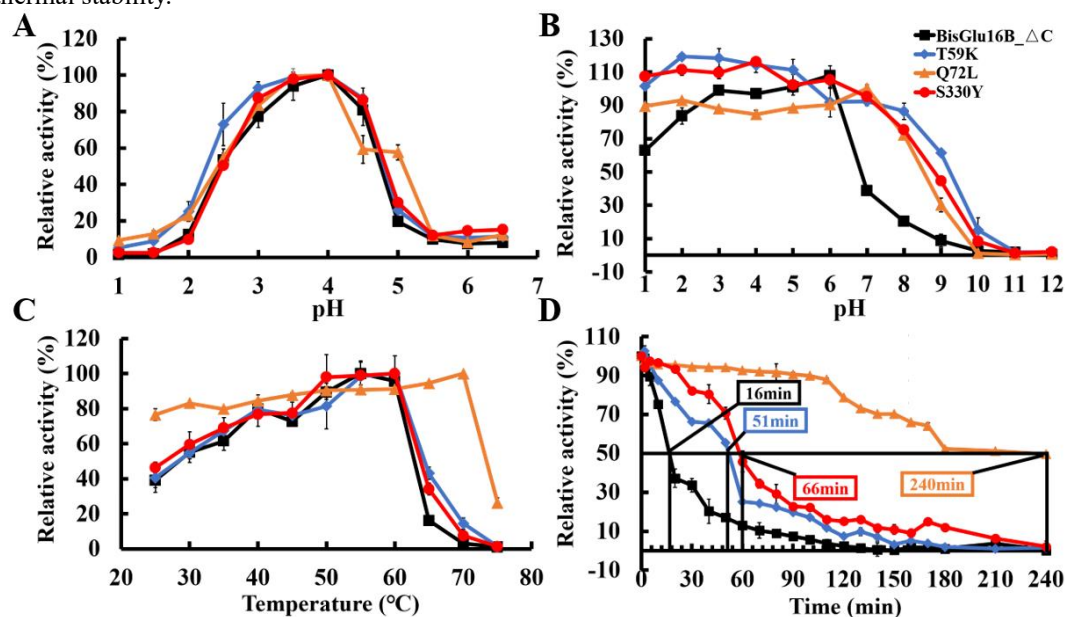 thermal stability.
A
B
BisGlu16B_△C
T59K
Q72L
S330Y
Relative activity (%)
120
100
80
60
40
20
0
1 2 3 4 5 6 7
pH
Relative activity (%)
130
110
90
70
50
30
10
-10
1 2 3 4 5 6 7 8 9 10 11 12
pH
C
D
Relative activity (%)
120
100
80
60
40
20
0
20 30 40 50 60 70 80
Temperature (℃)
Relative activity (%)
110
90
70
50
30
10
-10
16min
51min
66min
240min
0 30 60 90 120 150 180 210 240
Time (min)